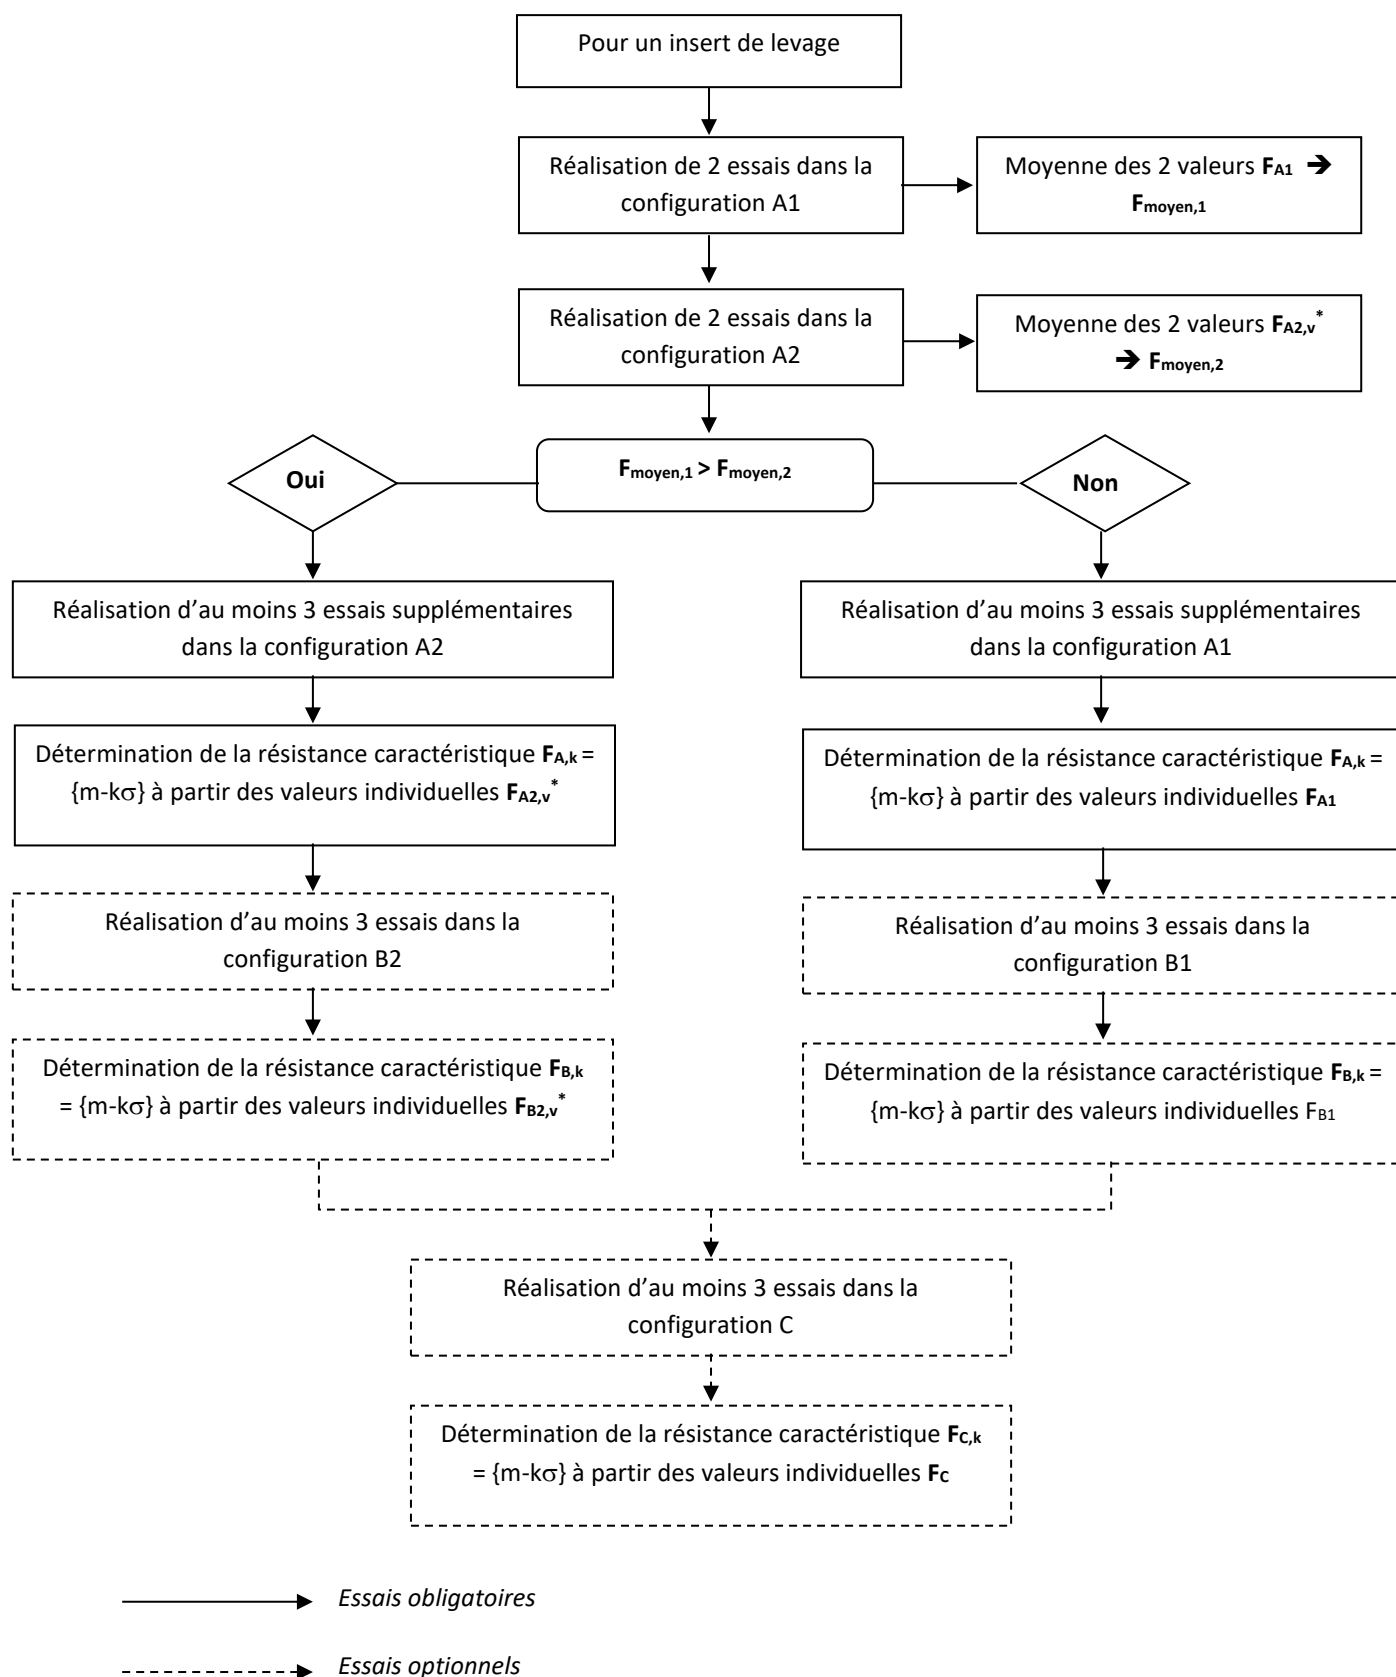 Pour un insert de levage
Réalisation de 2 essais dans la
configuration A1
Moyenne des 2 valeurs FA1 ➔
Fmoyen,1
Réalisation de 2 essais dans la
configuration A2
Moyenne des 2 valeurs FA2,v*
➔ Fmoyen,2
Oui
Fmoyen,1 > Fmoyen,2
Non
Réalisation d’au moins 3 essais supplémentaires
dans la configuration A2
Réalisation d’au moins 3 essais supplémentaires
dans la configuration A1
Détermination de la résistance caractéristique FA,k =
{m-kσ} à partir des valeurs individuelles FA2,v*
Détermination de la résistance caractéristique FA,k =
{m-kσ} à partir des valeurs individuelles FA1
Réalisation d’au moins 3 essais dans la
configuration B2
Réalisation d’au moins 3 essais dans la
configuration B1
Détermination de la résistance caractéristique FB,k
= {m-kσ} à partir des valeurs individuelles FB2,v*
Détermination de la résistance caractéristique FB,k =
{m-kσ} à partir des valeurs individuelles FB1
Réalisation d’au moins 3 essais dans la
configuration C
Détermination de la résistance caractéristique FC,k
= {m-kσ} à partir des valeurs individuelles FC
Essais obligatoires
Essais optionnels